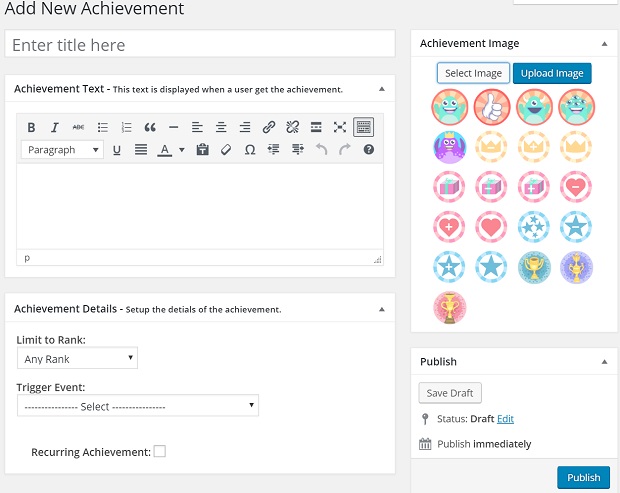 Add New Achievement
Enter title here
Achievement Text - This text is displayed when a user get the achievement.
B I ABC
Paragraph U A Ω
p
Achievement Details - Setup the detials of the achievement.
Limit to Rank:
Any Rank
Trigger Event:
---------------- Select ----------------
Recurring Achievement:
Achievement Image
Select Image Upload Image
Publish
Save Draft
Status: Draft Edit
Publish immediately
Publish